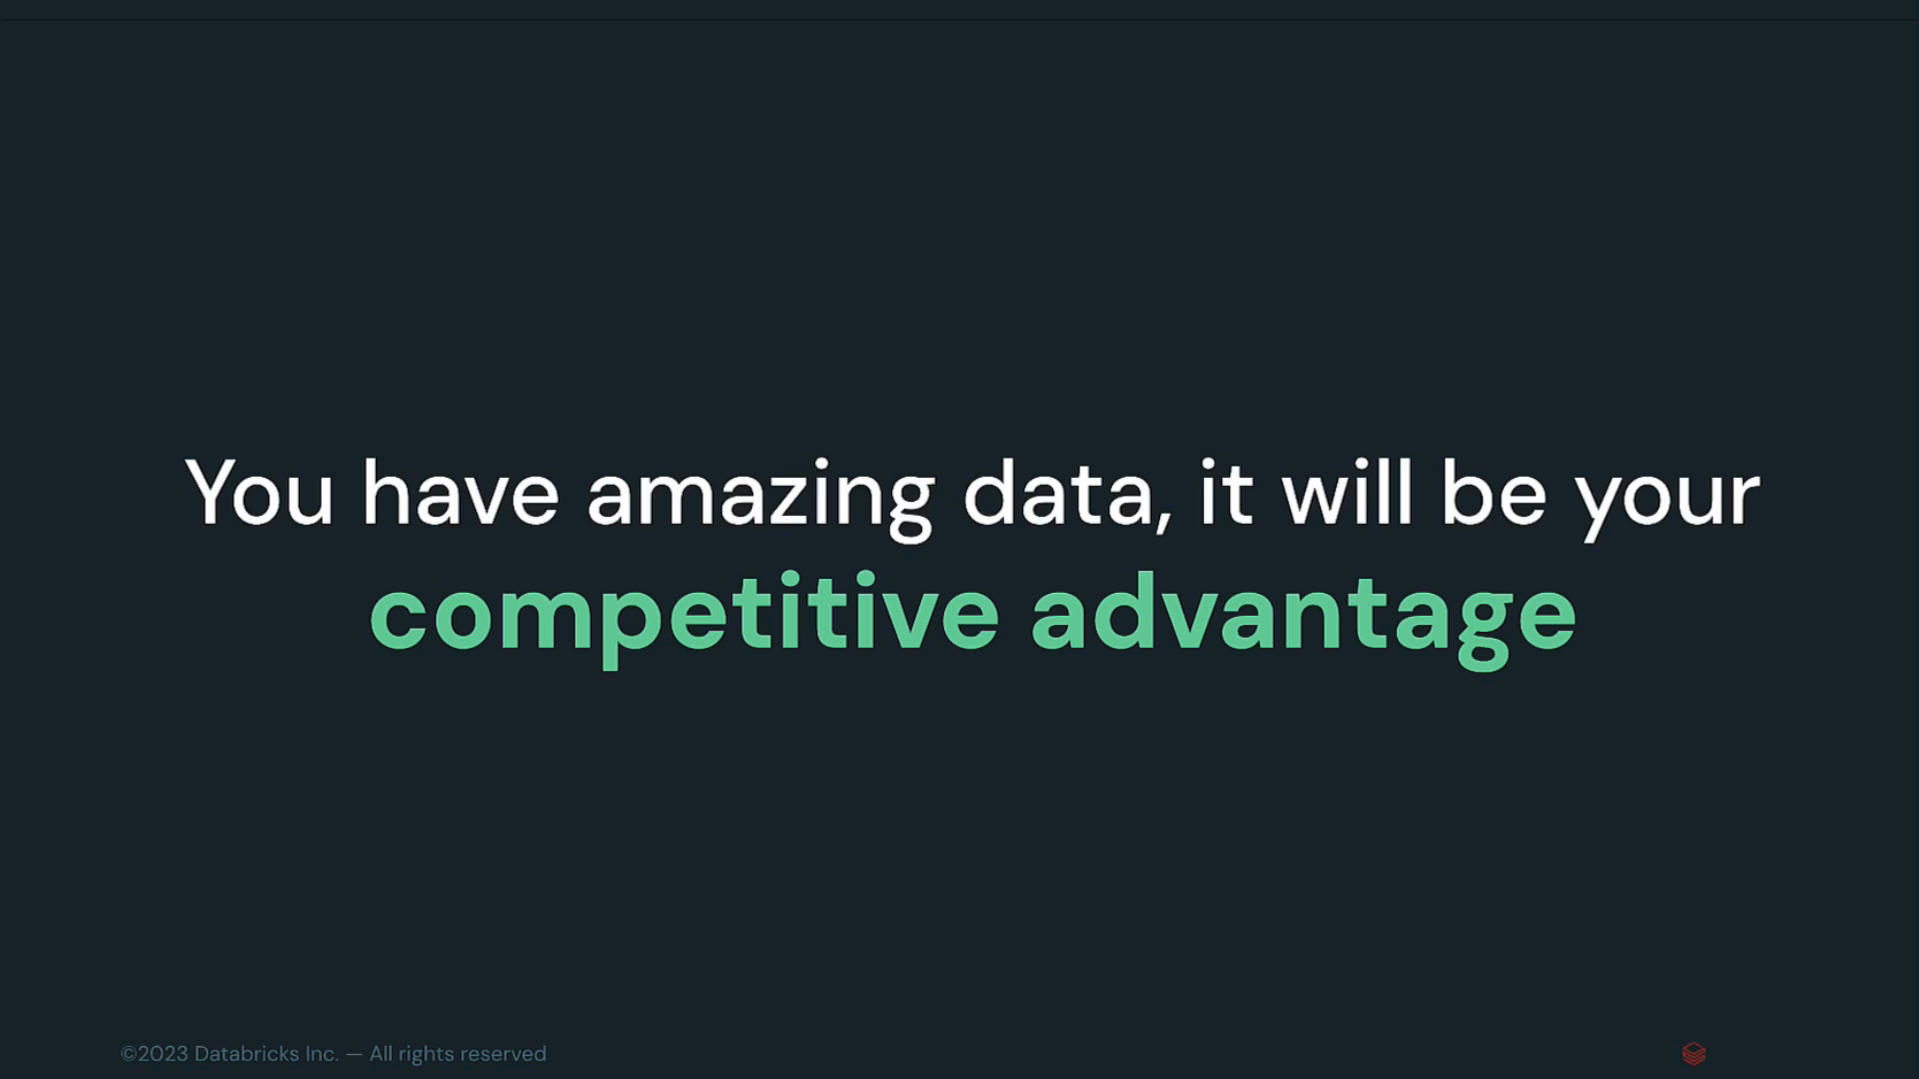 You have amazing data, it will be your
competitive advantage
©2023 Databricks Inc. — All rights reserved